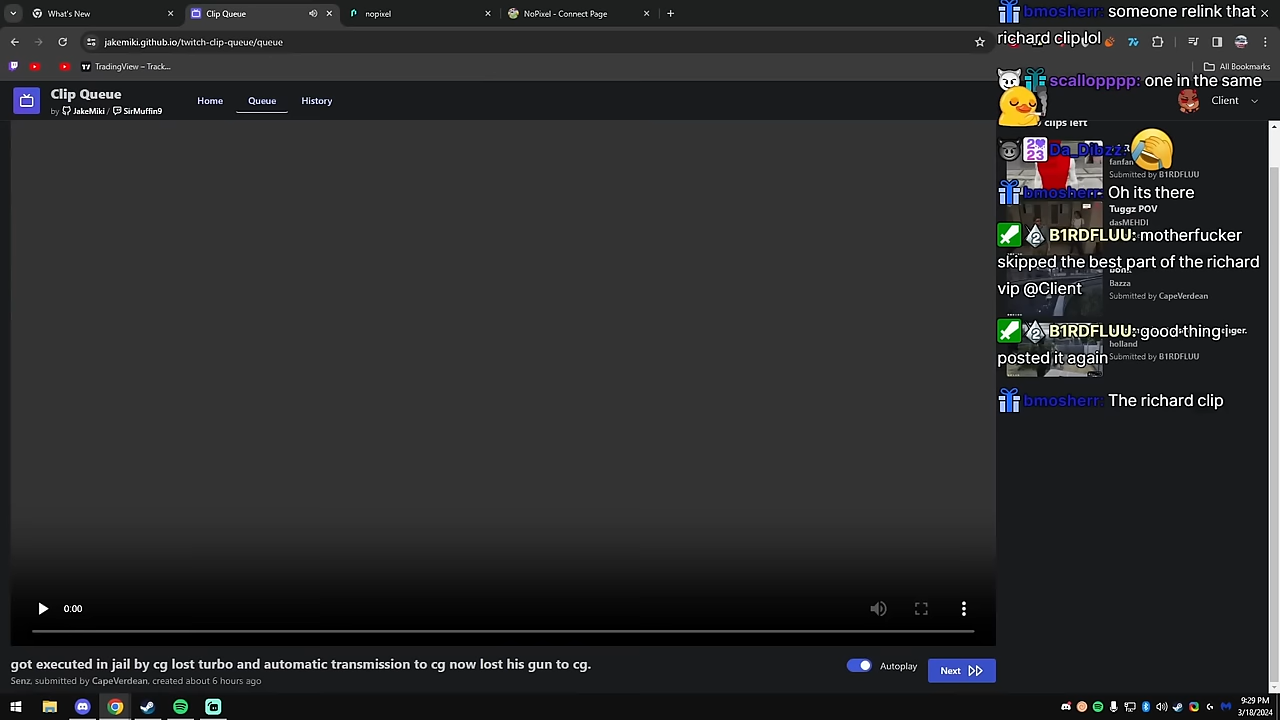 What's New
Clip Queue
nopixel
NoPixel - Connect Page
jakemiki.github.io/twitch-clip-queue/queue
TradingView – Track...
All Bookmarks
Clip Queue
by JakeMiki / SirMuffin9
Home
Queue
History
Client
bmosherr: someone relink that
richard clip lol
scallopppp: one in the same
clips left
Da_Dibzz:
fanfan
Submitted by B1RDFLUU
bmosherr: Oh its there
Tuggz POV
dasMEHDI
B1RDFLUU: motherfucker
skipped the best part of the richard
vip @Client
Bazza
Submitted by CapeVerdean
B1RDFLUU: good thing i
posted it again
holland
Submitted by B1RDFLUU
bmosherr: The richard clip
0:00
got executed in jail by cg lost turbo and automatic transmission to cg now lost his gun to cg.
Senz, submitted by CapeVerdean, created about 6 hours ago
Autoplay
Next
9:29 PM
3/18/2024